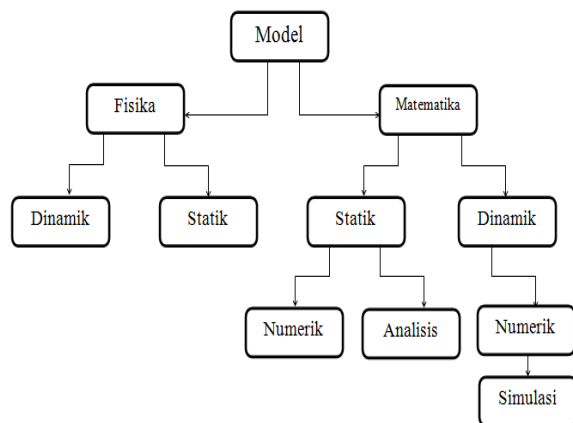 Model
Fisika
Matematika
Dinamik
Statik
Statik
Dinamik
Numerik
Analisis
Numerik
Simulasi